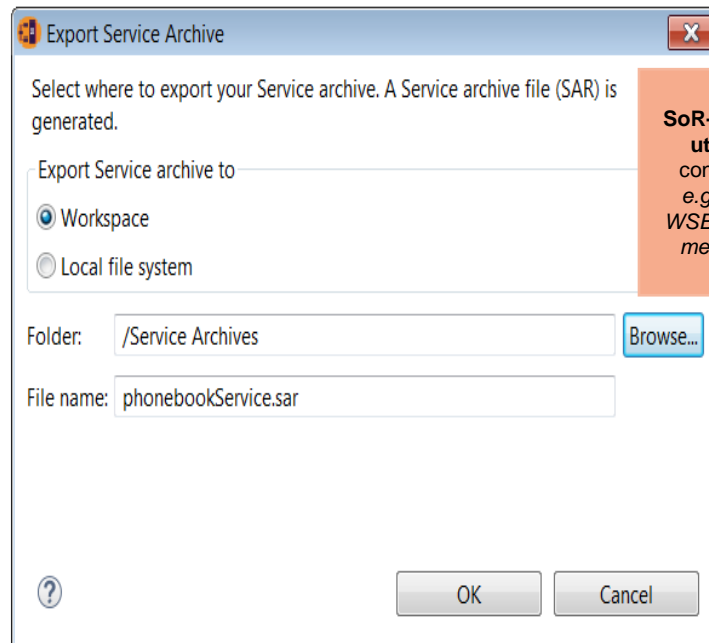 Export Service Archive
Select where to export your Service archive. A Service archive file (SAR) is
generated.
Export Service archive to
Workspace
Local file system
Folder: /Service Archives Browse...
File name: phonebookService.sar
OK Cancel
SoR-
e.g